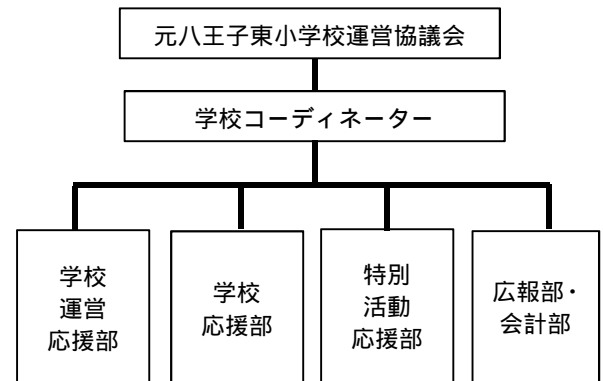 元八王子東小学校運営協議会
学校コーディネーター
学校
運営
応援部
学校
応援部
特別
活動
応援部
広報部・
会計部